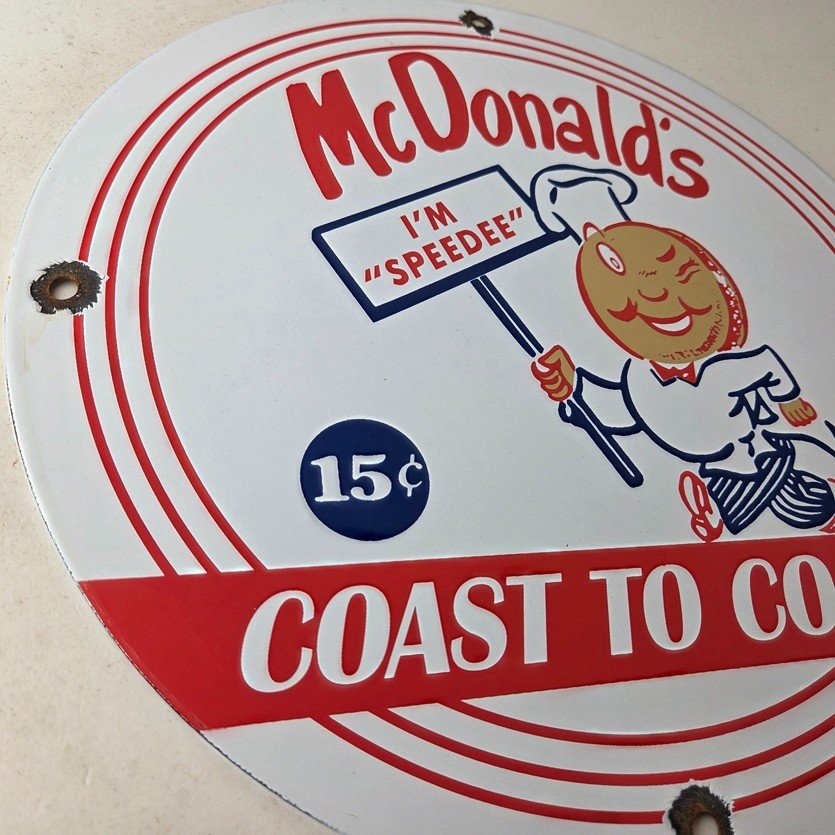 McDonald's
I'M
"SPEEDEE"
15¢
COAST TO CO